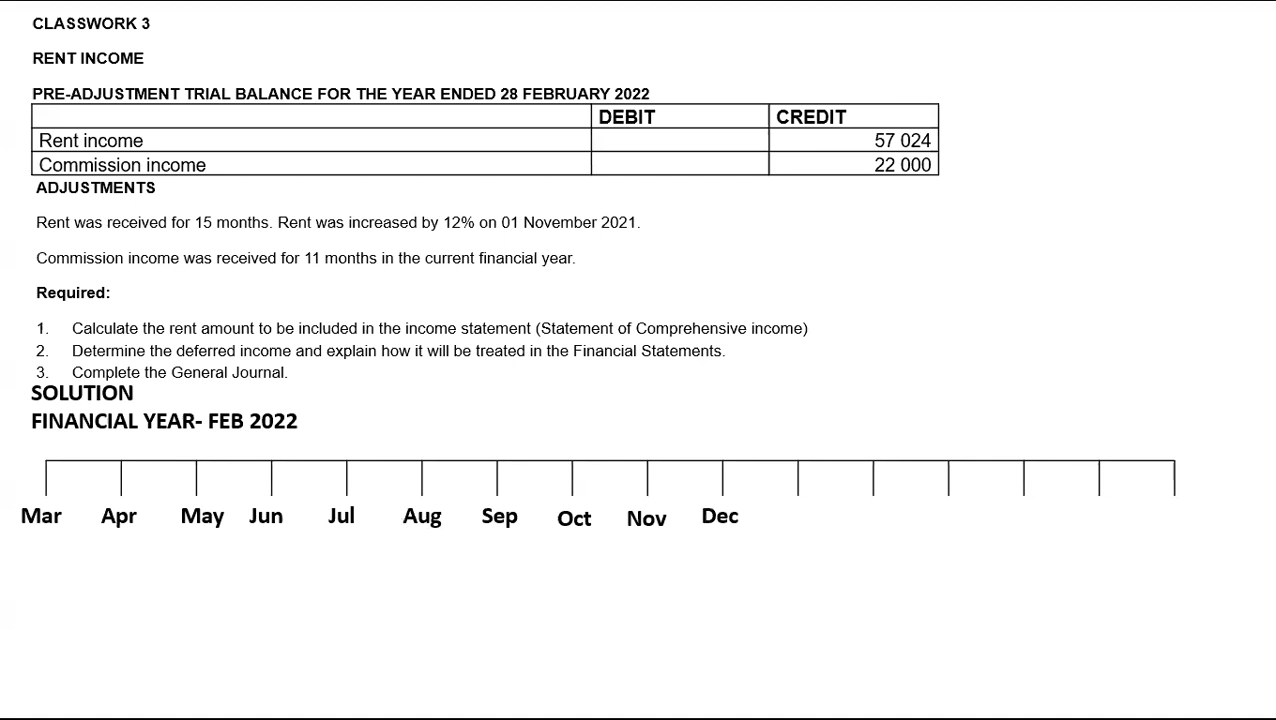 CLASSWORK 3
RENT INCOME
PRE-ADJUSTMENT TRIAL BALANCE FOR THE YEAR ENDED 28 FEBRUARY 2022
DEBIT CREDIT
Rent income 57 024
Commission income 22 000
ADJUSTMENTS
Rent was received for 15 months. Rent was increased by 12% on 01 November 2021.
Commission income was received for 11 months in the current financial year.
Required:
1. Calculate the rent amount to be included in the income statement (Statement of Comprehensive income)
2. Determine the deferred income and explain how it will be treated in the Financial Statements.
3. Complete the General Journal.
SOLUTION
FINANCIAL YEAR- FEB 2022
Mar Apr May Jun Jul Aug Sep Oct Nov Dec